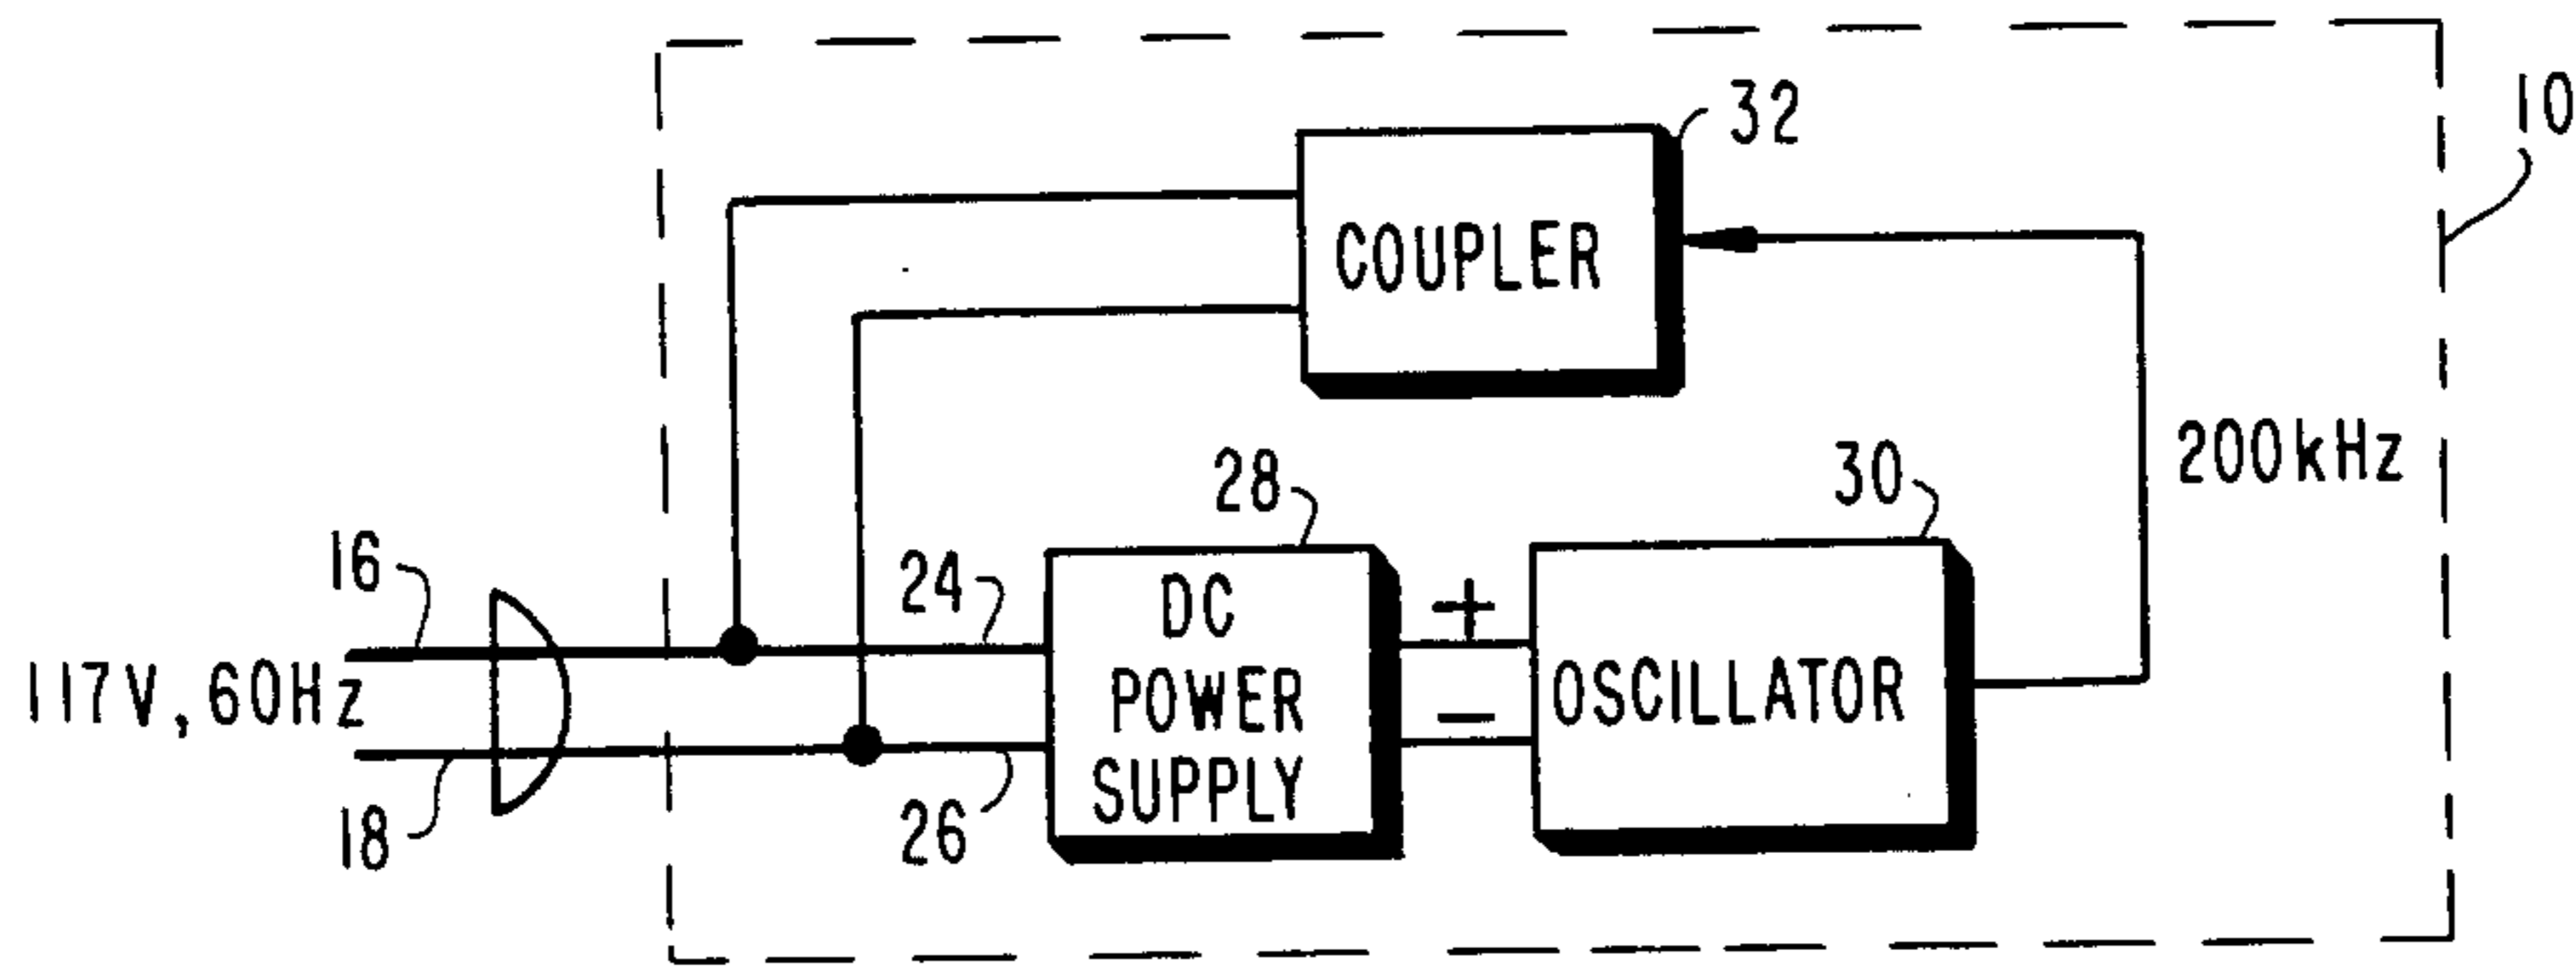 10
32
COUPLER
200kHz
28
30
16
24
DC
POWER
SUPPLY
+
−
OSCILLATOR
117V, 60Hz
18
26